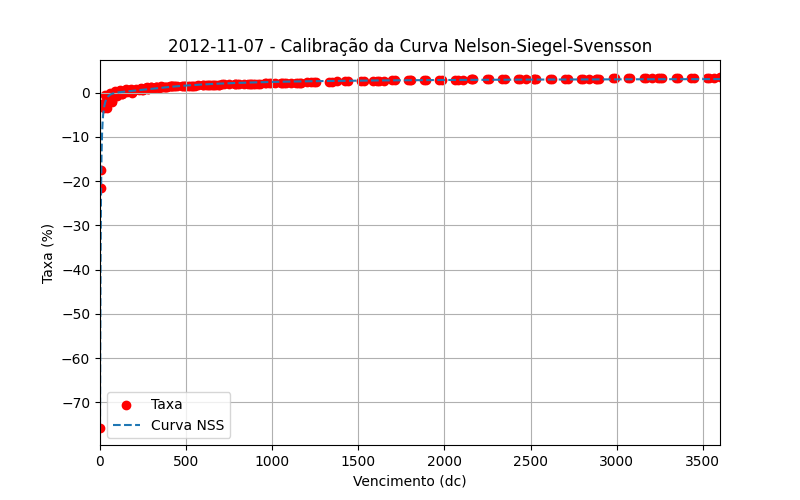 2012-11-07 - Calibração da Curva Nelson-Siegel-Svensson
Taxa (%)
0
−10
−20
−30
−40
−50
−60
−70
Taxa
Curva NSS
0 500 1000 1500 2000 2500 3000 3500
Vencimento (dc)